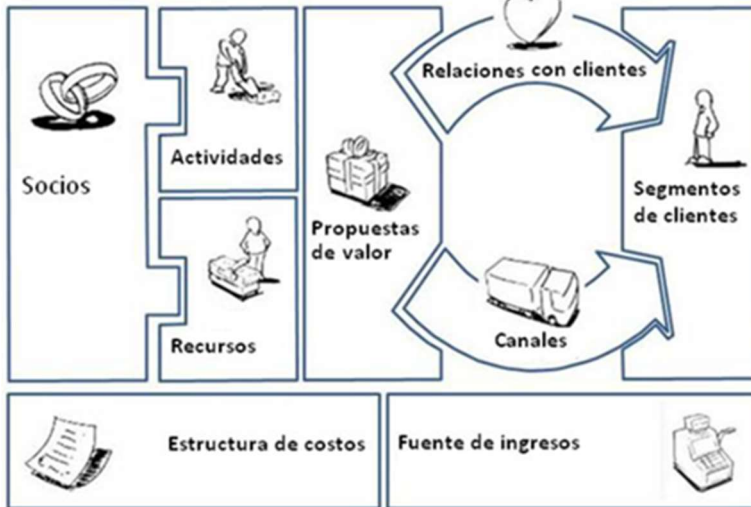 Socios
Actividades
Recursos
Propuestas
de valor
Relaciones con clientes
Canales
Segmentos
de clientes
Estructura de costos
Fuente de ingresos